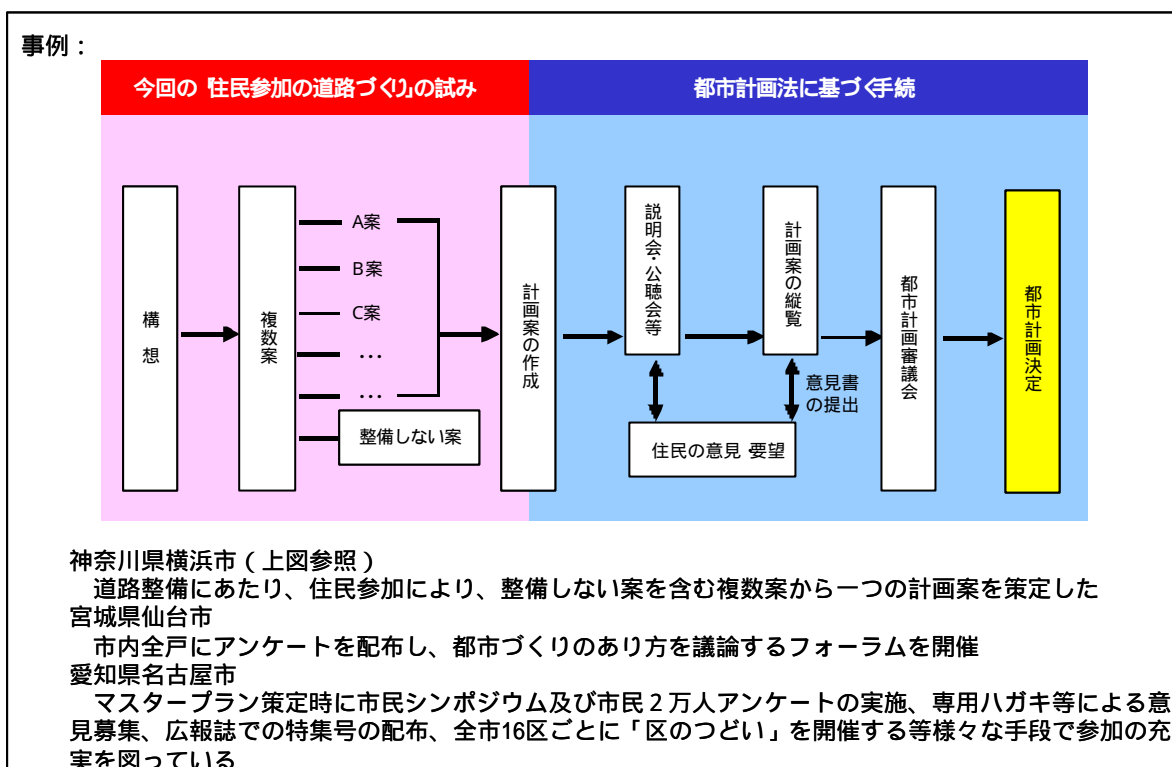 事例：
今回の「住民参加の道路づくり」の試み
都市計画法に基づく手続
構想
複数案
A案
B案
C案
…
…
整備しない案
計画案の作成
説明会・公聴会等
計画案の縦覧
意見書
の提出
住民の意見・要望
都市計画審議会
都市計画決定
神奈川県横浜市（上図参照）
道路整備にあたり、住民参加により、整備しない案を含む複数案から一つの計画案を策定した
宮城県仙台市
市内全戸にアンケートを配布し、都市づくりのあり方を議論するフォーラムを開催
愛知県名古屋市
マスタープラン策定時に市民シンポジウム及び市民２万人アンケートの実施、専用ハガキ等による意
見募集、広報誌での特集号の配布、全市16区ごとに「区のつどい」を開催する等様々な手段で参加の充
実を図っている